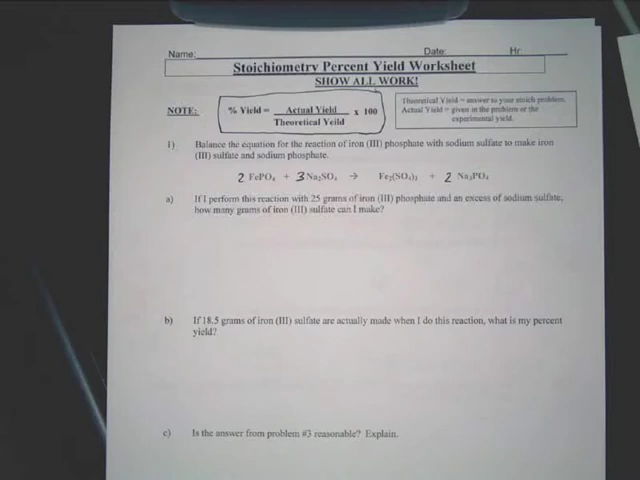 Name: Date: Hr:
Stoichiometry Percent Yield Worksheet
SHOW ALL WORK!
NOTE: % Yield = Actual Yield x 100
Theoretical Yeild
Theoretical Yield = answer to your stoich problem.
Actual Yield = given in the problem or the
experimental yield.
1) Balance the equation for the reaction of iron (III) phosphate with sodium sulfate to make iron
(III) sulfate and sodium phosphate.
2 FePO₄ + 3 Na₂SO₄ → Fe₂(SO₄)₃ + 2 Na₃PO₄
a) If I perform this reaction with 25 grams of iron (III) phosphate and an excess of sodium sulfate,
how many grams of iron (III) sulfate can I make?
b) If 18.5 grams of iron (III) sulfate are actually made when I do this reaction, what is my percent
yield?
c) Is the answer from problem #3 reasonable? Explain.